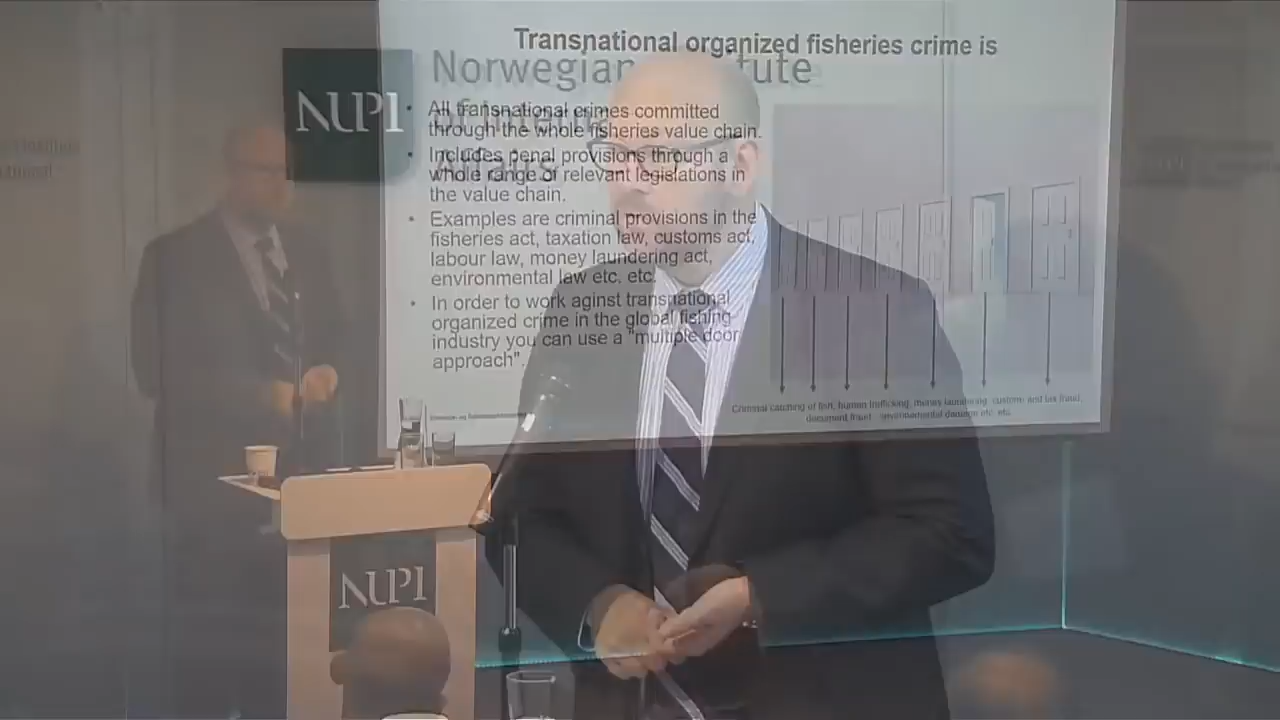 Transnational organized fisheries crime is
Norwegian
NUPI
Affairs
All transnational crimes committed
through the whole fisheries value chain.
Includes penal provisions through a
whole range of relevant legislations in
the value chain.
Examples are criminal provisions in the
fisheries act, taxation law, customs act,
labour law, money laundering act,
environmental law etc. etc.
In order to work aginst transnational
organized crime in the global fishing
industry you can use a "multiple door
approach".
Criminal catching of fish, human trafficking, money laundering, custom- and tax fraud,
document fraud, environmental damage etc. etc.
NUPI